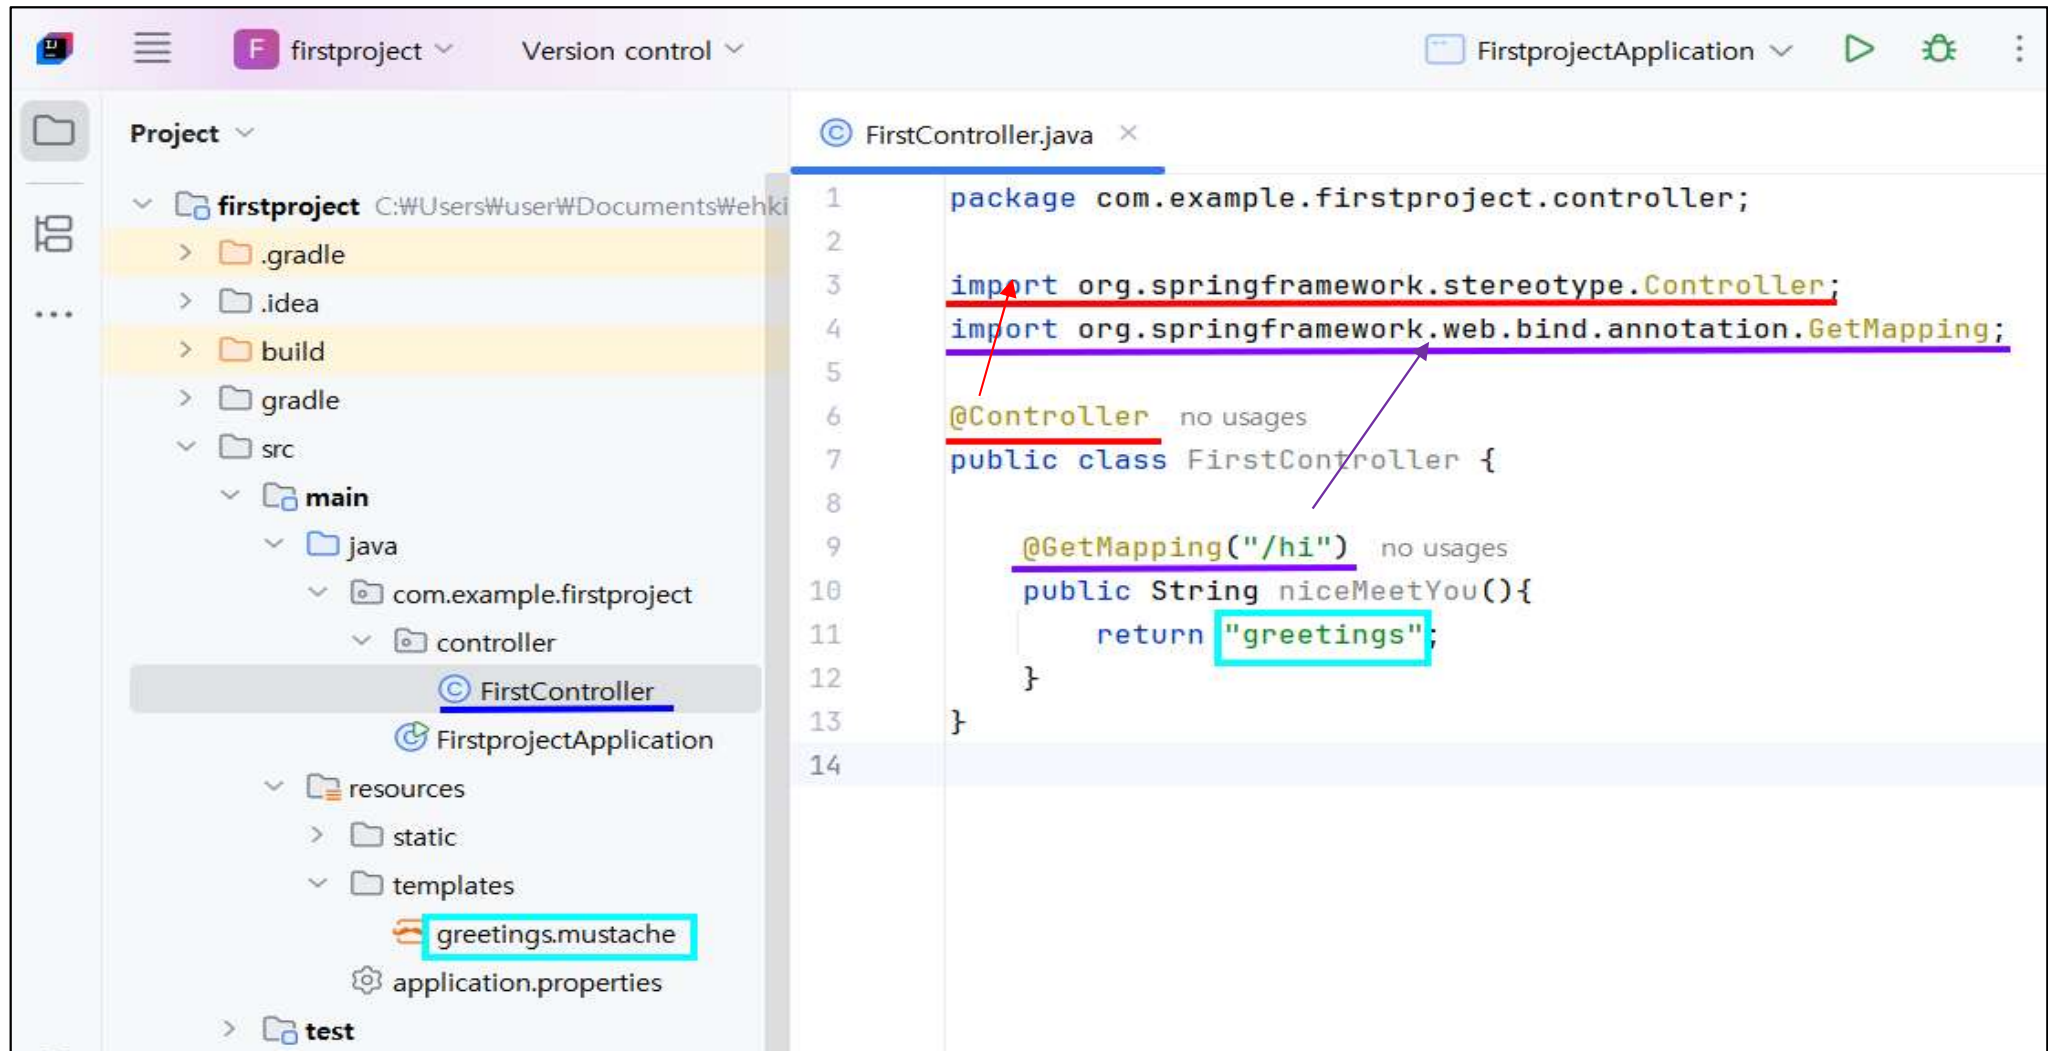 IJ
F firstproject Version control FirstprojectApplication
Project
firstproject C:₩Users₩user₩Documents₩ehki
.gradle
.idea
build
gradle
src
main
java
com.example.firstproject
controller
FirstController
FirstprojectApplication
resources
static
templates
greetings.mustache
application.properties
test
FirstController.java
1 package com.example.firstproject.controller;
2
3 import org.springframework.stereotype.Controller;
4 import org.springframework.web.bind.annotation.GetMapping;
5
6 @Controller no usages
7 public class FirstController {
8
9 @GetMapping("/hi") no usages
10 public String niceMeetYou(){
11 return "greetings";
12 }
13 }
14